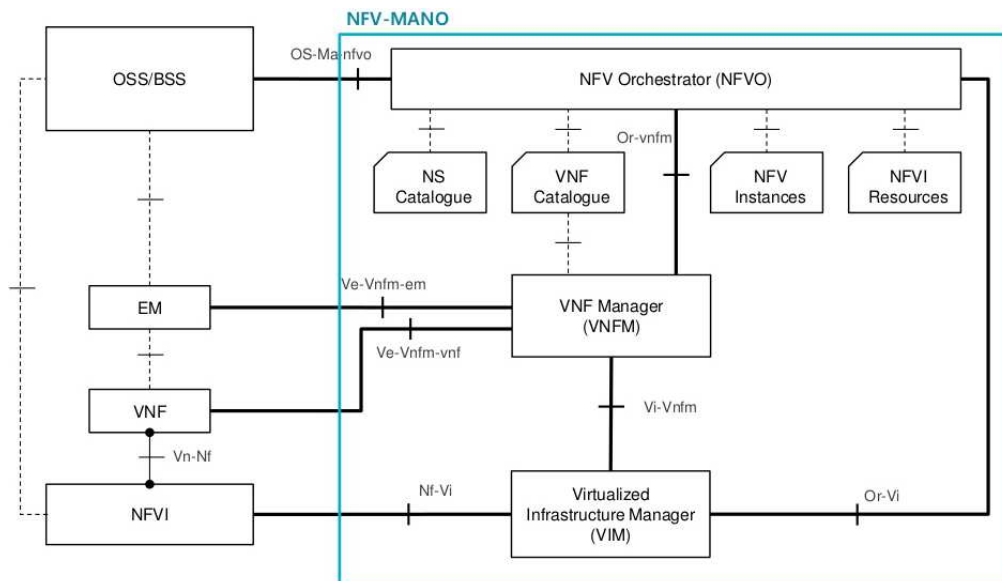 NFV-MANO
OS-Ma-nfvo
OSS/BSS
NFV Orchestrator (NFVO)
Or-vnfm
NS
Catalogue
VNF
Catalogue
NFV
Instances
NFVI
Resources
Ve-Vnfm-em
EM
VNF Manager
(VNFM)
Ve-Vnfm-vnf
VNF
Vi-Vnfm
Vn-Nf
NFVI
Nf-Vi
Virtualized
Infrastructure Manager
(VIM)
Or-Vi